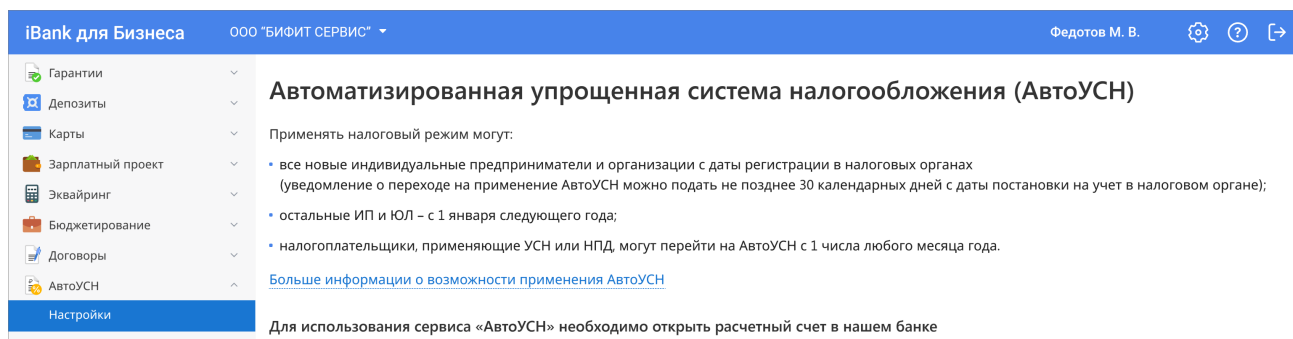 iBank для Бизнеса
ООО "БИФИТ СЕРВИС"
Федотов М. В.
Гарантии
Депозиты
Карты
Зарплатный проект
Эквайринг
Бюджетирование
Договоры
АвтоУСН
Настройки
Автоматизированная упрощенная система налогообложения (АвтоУСН)
Применять налоговый режим могут:
• все новые индивидуальные предприниматели и организации с даты регистрации в налоговых органах
(уведомление о переходе на применение АвтоУСН можно подать не позднее 30 календарных дней с даты постановки на учет в налоговом органе);
• остальные ИП и ЮЛ – с 1 января следующего года;
• налогоплательщики, применяющие УСН или НПД, могут перейти на АвтоУСН с 1 числа любого месяца года.
Больше информации о возможности применения АвтоУСН
Для использования сервиса «АвтоУСН» необходимо открыть расчетный счет в нашем банке